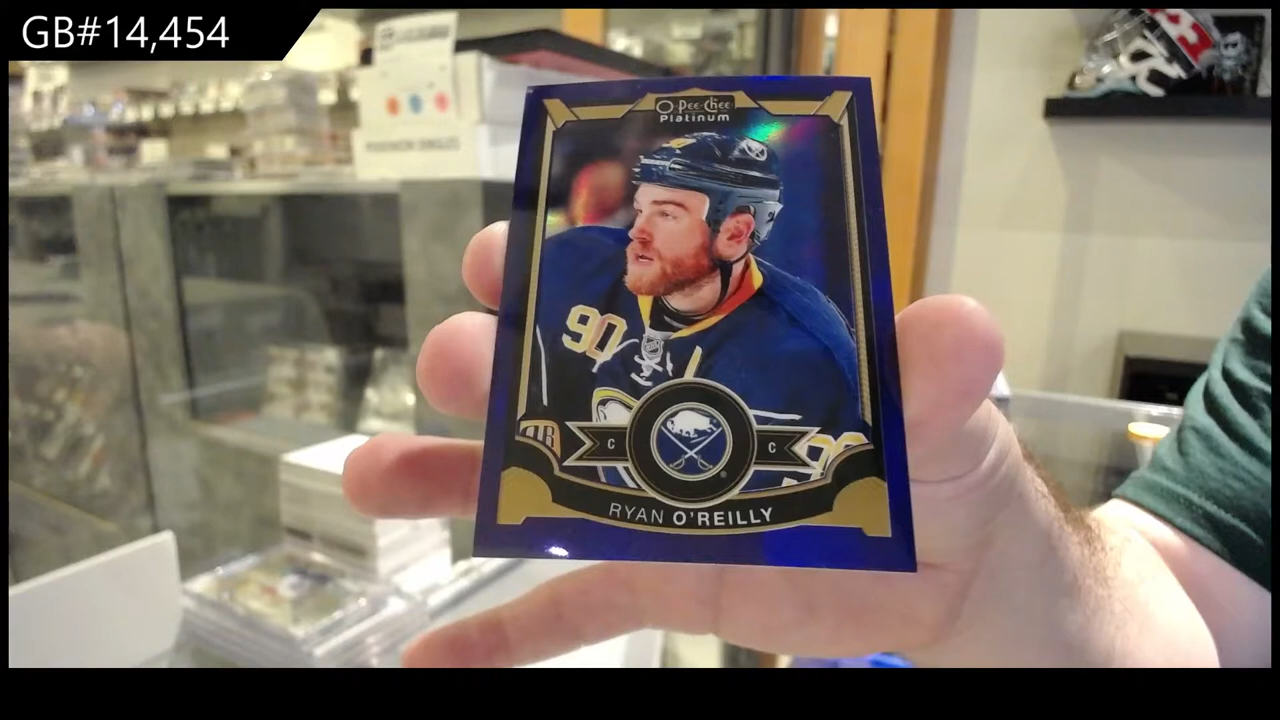 GB#14,454
O-Pee-Chee
Platinum
90
C C
RYAN O'REILLY